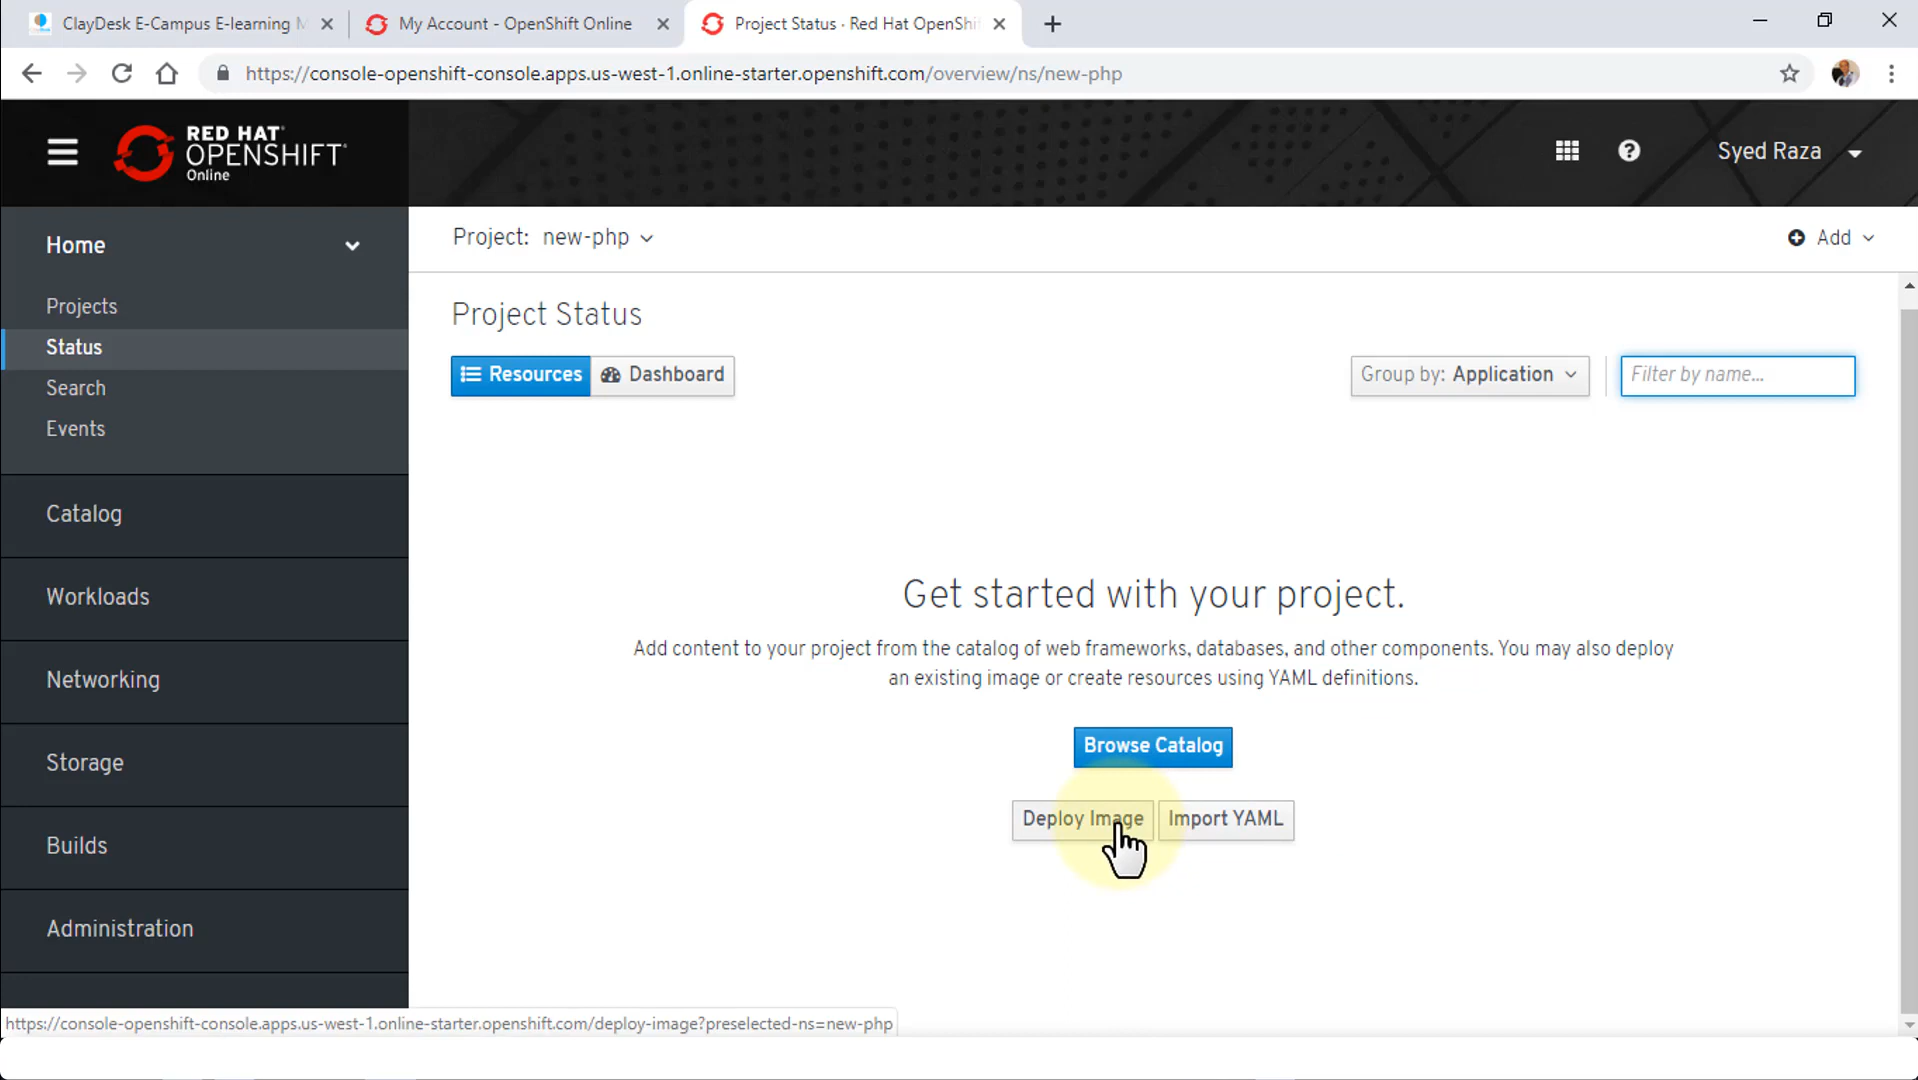 ClayDesk E-Campus E-learning M
My Account - OpenShift Online
Project Status · Red Hat OpenShi
https://console-openshift-console.apps.us-west-1.online-starter.openshift.com/overview/ns/new-php
RED HAT
OPENSHIFT
Online
Syed Raza
Home
Project: new-php
Add
Projects
Status
Search
Events
Catalog
Workloads
Networking
Storage
Builds
Administration
Project Status
Resources
Dashboard
Group by: Application
Filter by name...
Get started with your project.
Add content to your project from the catalog of web frameworks, databases, and other components. You may also deploy
an existing image or create resources using YAML definitions.
Browse Catalog
Deploy Image
Import YAML
https://console-openshift-console.apps.us-west-1.online-starter.openshift.com/deploy-image?preselected-ns=new-php